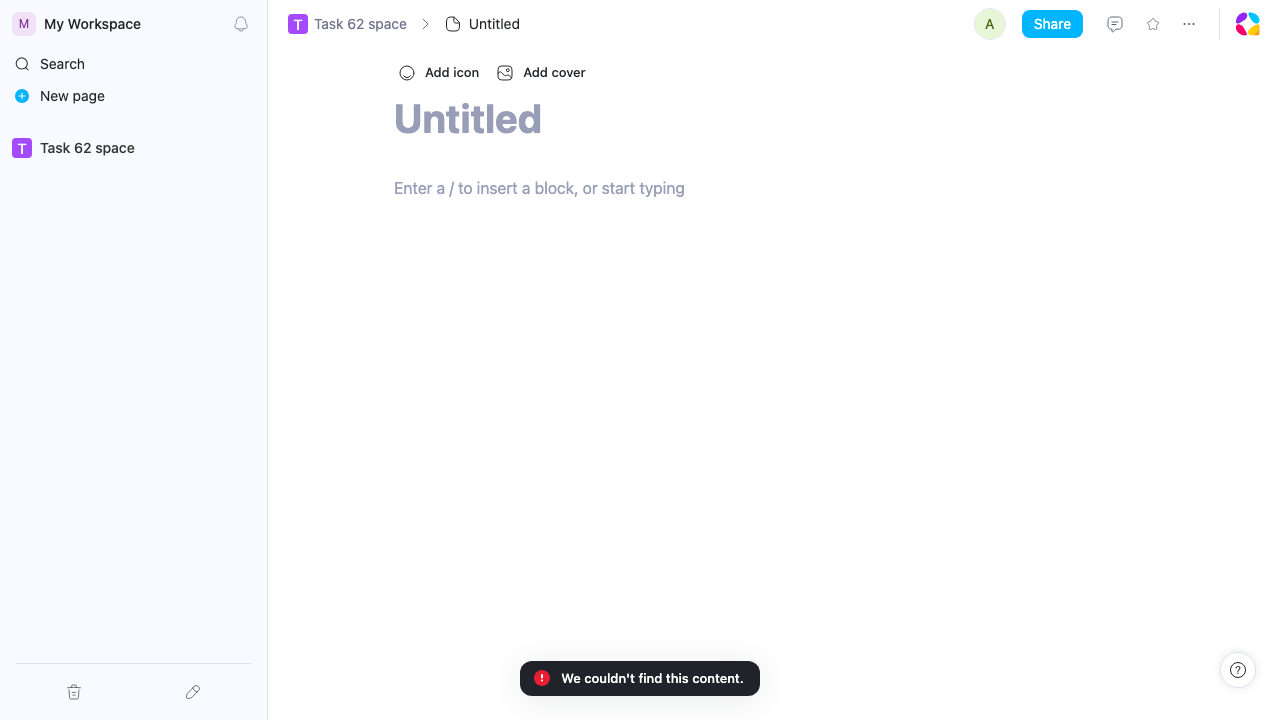 M My Workspace
Search
New page
T Task 62 space
T Task 62 space Untitled
A Share
Add icon Add cover
Untitled
Enter a / to insert a block, or start typing
! We couldn't find this content.
?